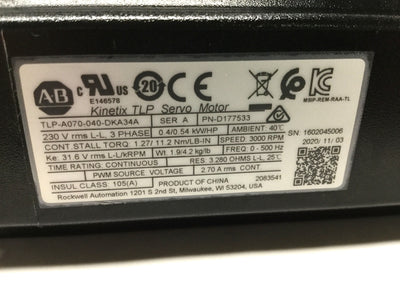 AB
c UL us
20
CE
E146578
MSIP-REM-RAA-TL
Kinetix TLP Servo Motor
TLP-A070-040-DKA34A SER A PN-D177533
230 V rms L-L, 3 PHASE 0.4/0.54 kW/HP AMBIENT: 40°C
CONT STALL TORQ 1.27/11.2 Nm/LB-IN SPEED 3000 RPM
Ke: 31.6 V rms L-L/kRPM Wt: 1.9/4.2 kg/lb FREQ: 0 - 500 Hz
TIME RATING: CONTINUOUS RES 3.280 OHMS L-L, 25°C
PWM SOURCE VOLTAGE 2.70 A rms CONT
INSUL CLASS: 105(A) PRODUCT OF CHINA 2083541
Rockwell Automation 1201 S 2nd St, Milwaukee, WI 53204, USA
SN: 1602045006
2020/ 11/ 03